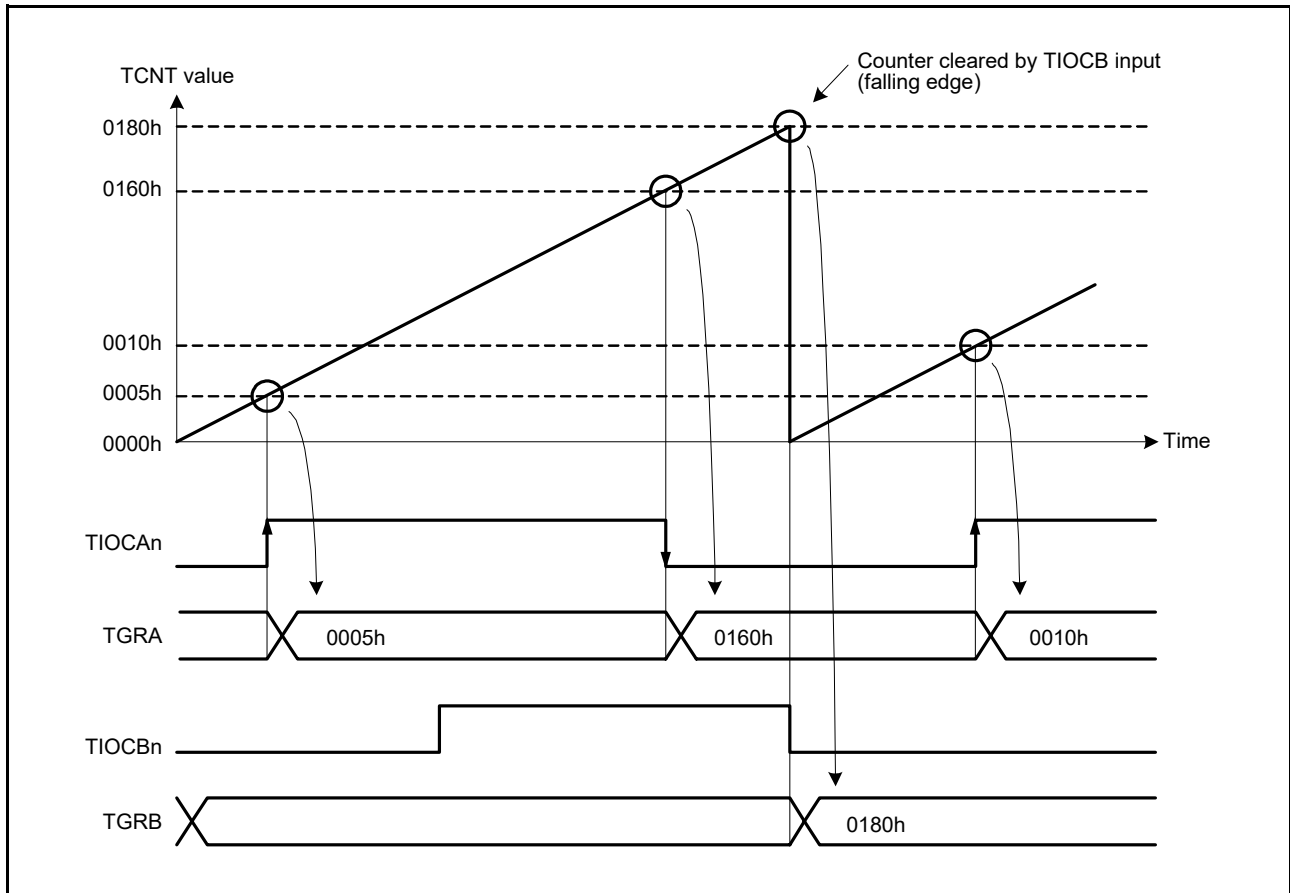 Counter cleared by TIOCB input
(falling edge)
TCNT value
0180h
0160h
0010h
0005h
0000h
Time
TIOCAn
TGRA
0005h
0160h
0010h
TIOCBn
TGRB
0180h